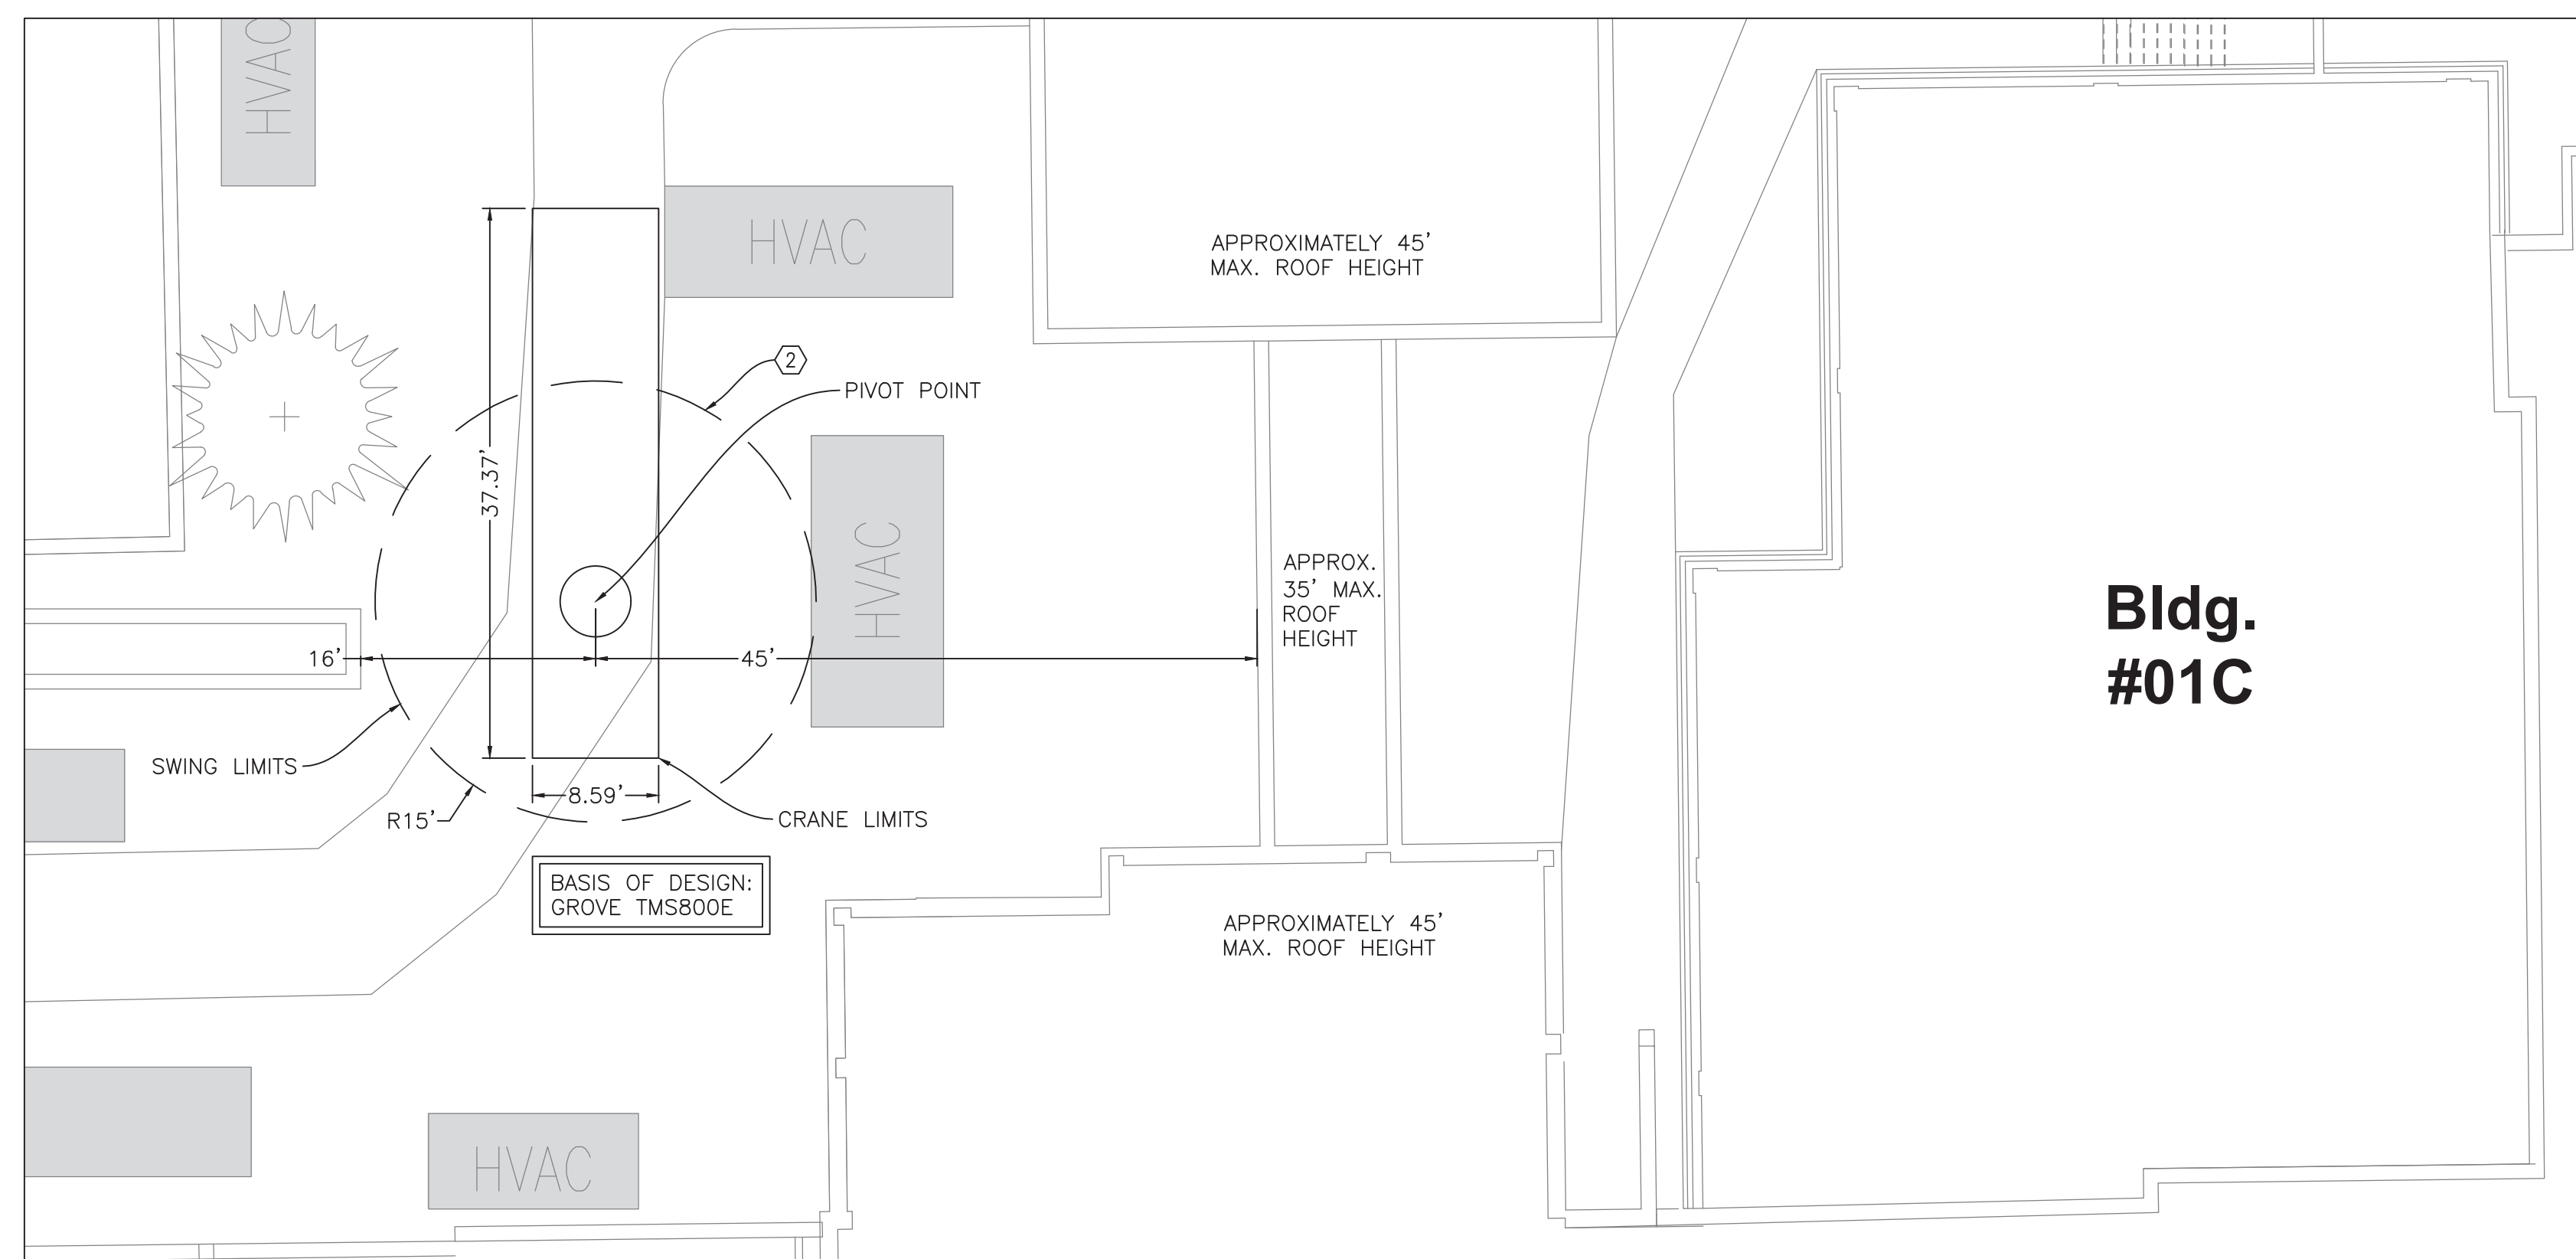 HVAC
HVAC
APPROXIMATELY 45'
MAX. ROOF HEIGHT
2
PIVOT POINT
37.37'
HVAC
APPROX.
35' MAX.
ROOF
HEIGHT
Bldg.
#01C
16'
45'
SWING LIMITS
8.59'
R15'
CRANE LIMITS
BASIS OF DESIGN:
GROVE TMS800E
APPROXIMATELY 45'
MAX. ROOF HEIGHT
HVAC